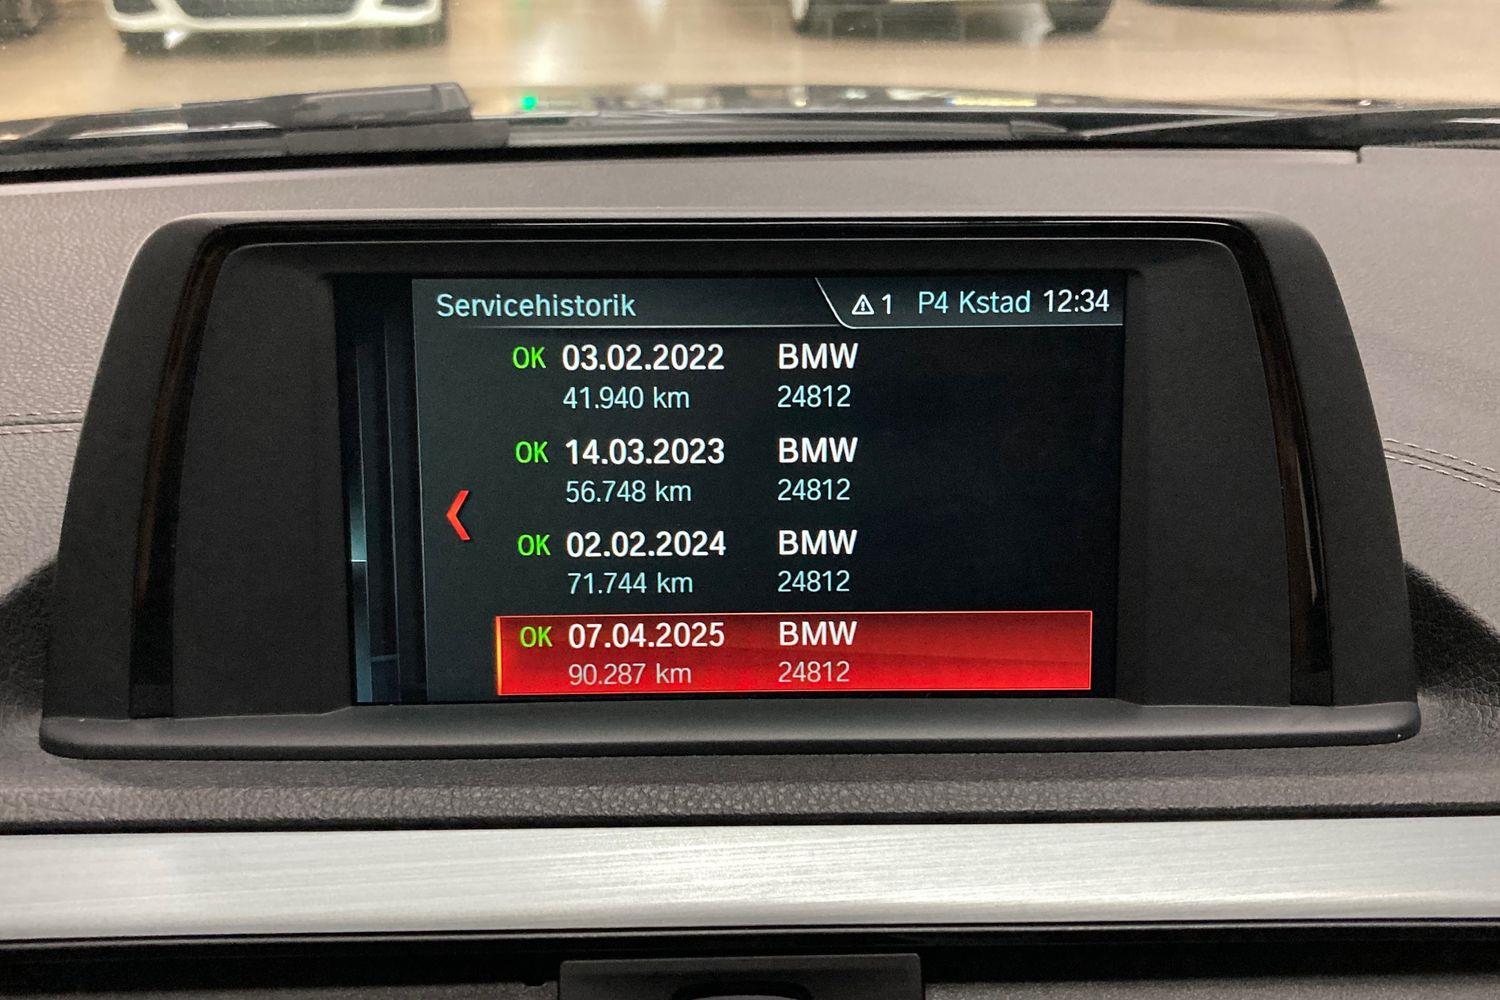 Servicehistorik
1 P4 Kstad 12:34
OK 03.02.2022 BMW
41.940 km 24812
OK 14.03.2023 BMW
56.748 km 24812
OK 02.02.2024 BMW
71.744 km 24812
OK 07.04.2025 BMW
90.287 km 24812